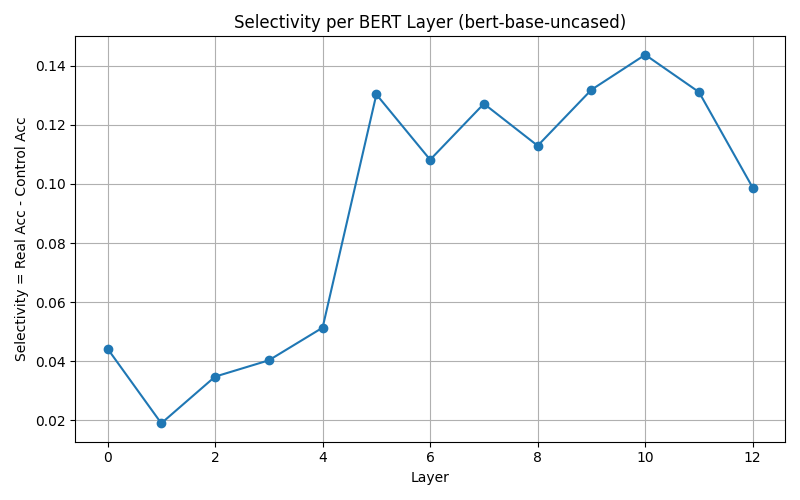 Selectivity per BERT Layer (bert-base-uncased)
Selectivity = Real Acc - Control Acc
0.14
0.12
0.10
0.08
0.06
0.04
0.02
0 2 4 6 8 10 12
Layer